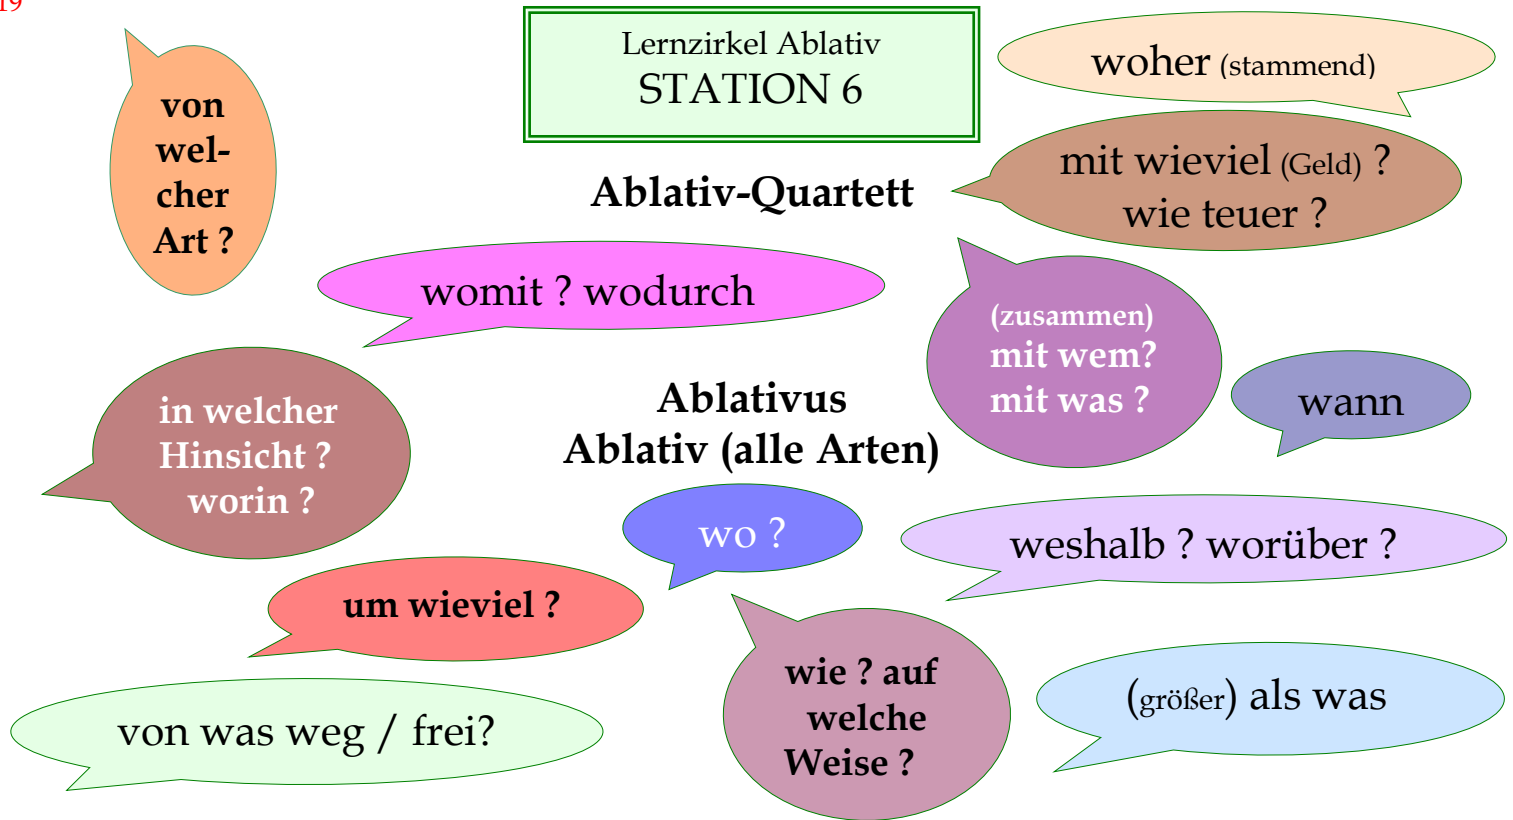 19
Lernzirkel Ablativ
STATION 6
woher (stammend)
von
wel-
cher
Art ?
mit wieviel (Geld) ?
wie teuer ?
Ablativ-Quartett
womit ? wodurch
(zusammen)
mit wem?
mit was ?
wann
in welcher
Hinsicht ?
worin ?
Ablativus
Ablativ (alle Arten)
wo ?
weshalb ? worüber ?
um wieviel ?
wie ? auf
welche
Weise ?
(größer) als was
von was weg / frei?